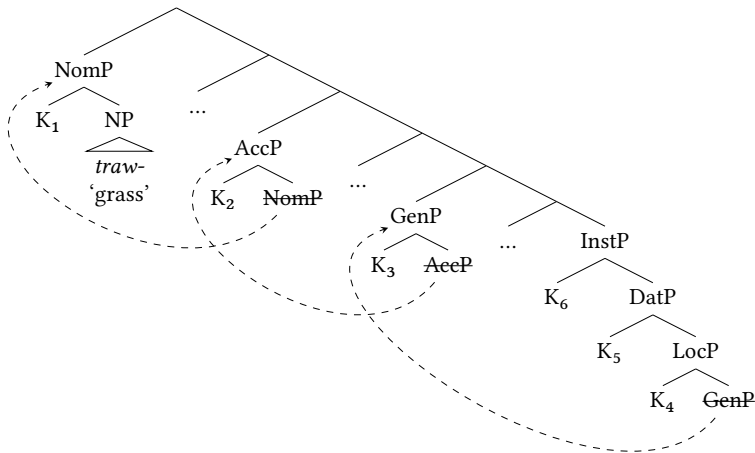 NomP
K₁ NP ...
traw-
‘grass’
AccP
K₂ NomP ...
GenP
K₃ AccP ... InstP
K₆ DatP
K₅ LocP
K₄ GenP